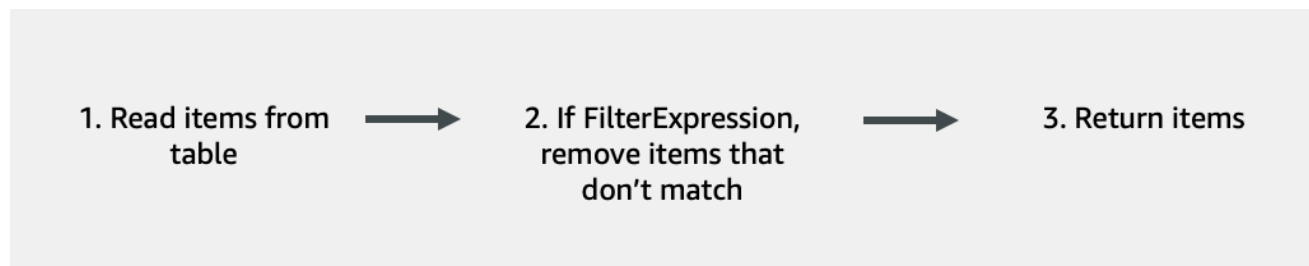 1. Read items from
table
2. If FilterExpression,
remove items that
don’t match
3. Return items